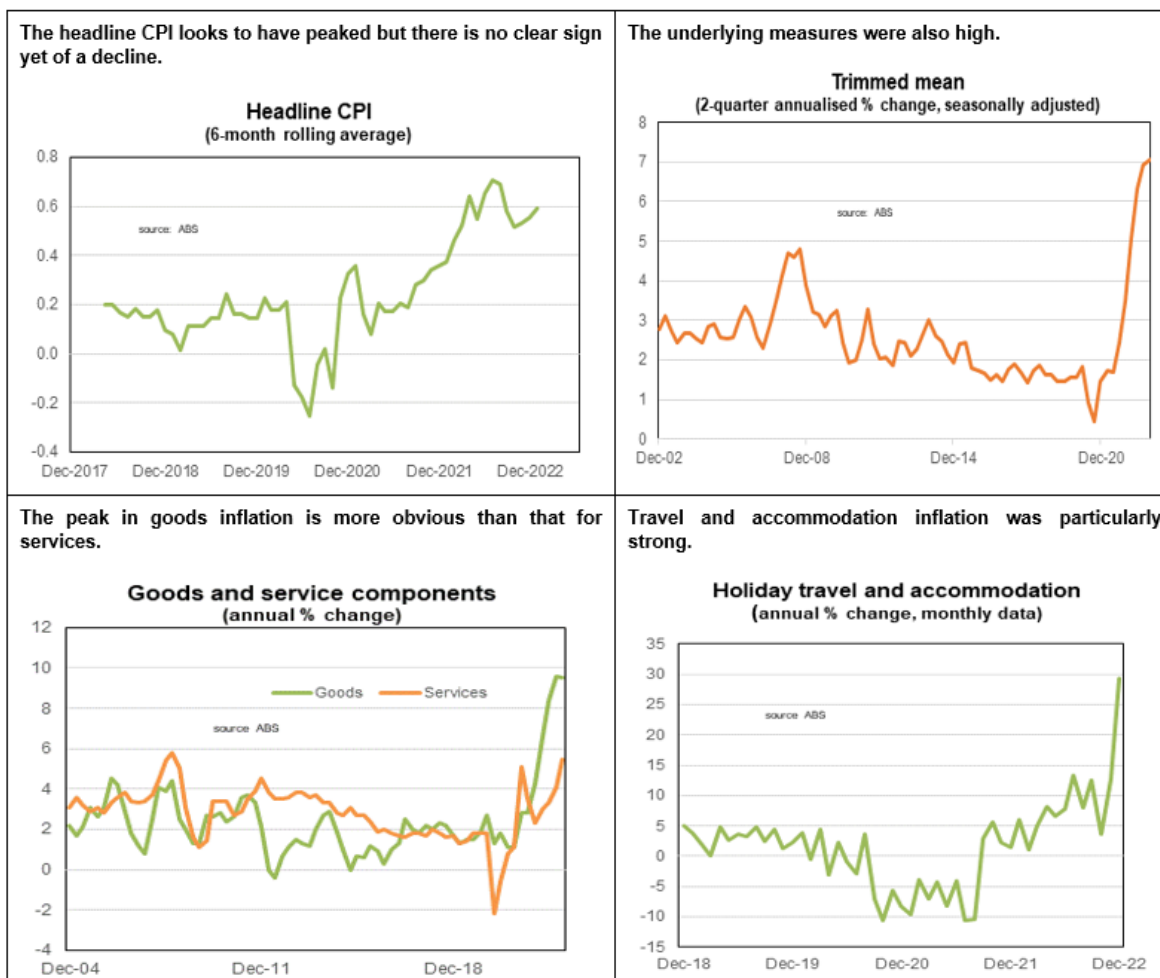 The headline CPI looks to have peaked but there is no clear sign
yet of a decline.
Headline CPI
(6-month rolling average)
0.8
0.6
0.4
0.2
0.0
-0.2
-0.4
source: ABS
Dec-2017 Dec-2018 Dec-2019 Dec-2020 Dec-2021 Dec-2022
The underlying measures were also high.
Trimmed mean
(2-quarter annualised % change, seasonally adjusted)
8
7
6
5
4
3
2
1
0
source: ABS
Dec-02 Dec-08 Dec-14 Dec-20
The peak in goods inflation is more obvious than that for
services.
Goods and service components
(annual % change)
12
10
8
6
4
2
0
-2
-4
Goods Services
source ABS
Dec-04 Dec-11 Dec-18
Travel and accommodation inflation was particularly
strong.
Holiday travel and accommodation
(annual % change, monthly data)
35
30
25
20
15
10
5
0
-5
-10
-15
source ABS
Dec-18 Dec-19 Dec-20 Dec-21 Dec-22